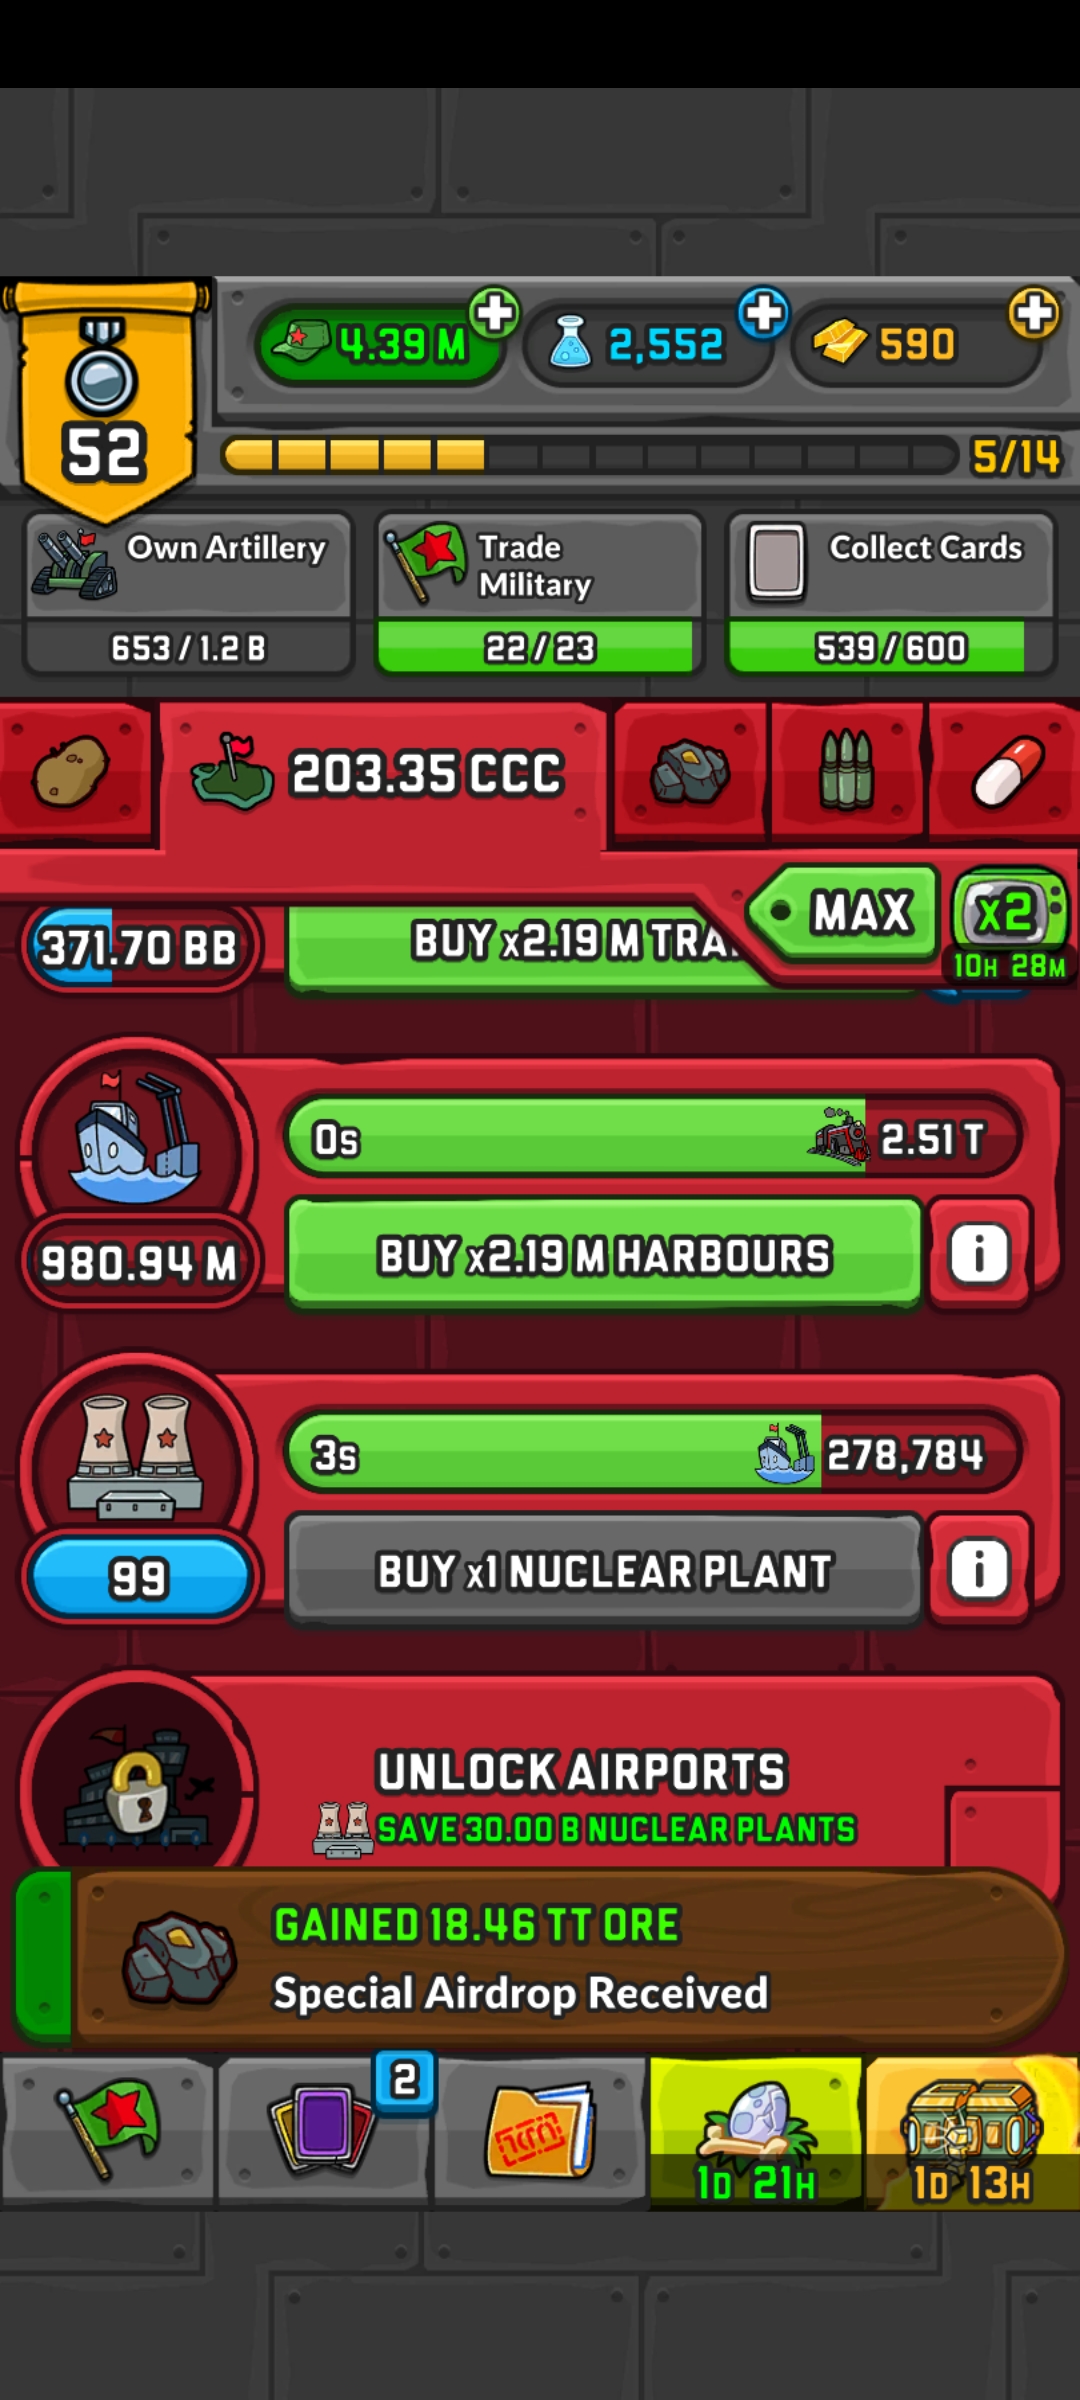 4.39 M
2,552
590
52
5/14
Own Artillery
653 / 1.2 B
Trade
Military
22 / 23
Collect Cards
539 / 600
203.35 CCC
MAX
x2
10H 28M
371.70 BB
BUY x2.19 M TRA
0s
2.51 T
980.94 M
BUY x2.19 M HARBOURS
i
3s
278,784
99
BUY x1 NUCLEAR PLANT
i
UNLOCK AIRPORTS
SAVE 30.00 B NUCLEAR PLANTS
GAINED 18.46 TT ORE
Special Airdrop Received
2
1D 21H
1D 13H